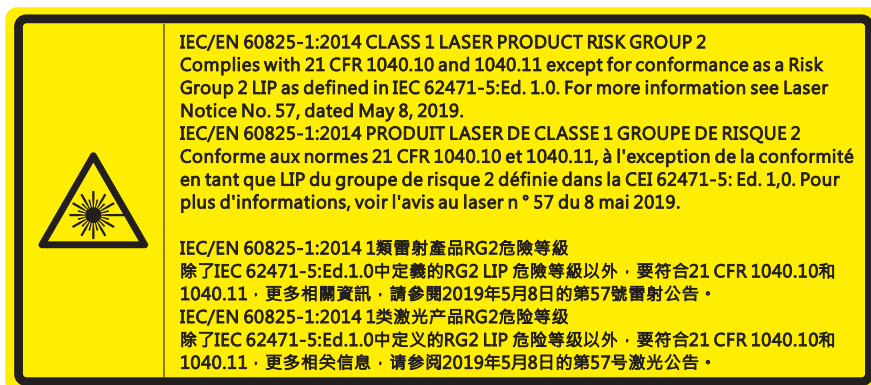 IEC/EN 60825-1:2014 CLASS 1 LASER PRODUCT RISK GROUP 2
Complies with 21 CFR 1040.10 and 1040.11 except for conformance as a Risk
Group 2 LIP as defined in IEC 62471-5:Ed. 1.0. For more information see Laser
Notice No. 57, dated May 8, 2019.
IEC/EN 60825-1:2014 PRODUIT LASER DE CLASSE 1 GROUPE DE RISQUE 2
Conforme aux normes 21 CFR 1040.10 et 1040.11, à l'exception de la conformité
en tant que LIP du groupe de risque 2 définie dans la CEI 62471-5: Ed. 1,0. Pour
plus d'informations, voir l'avis au laser n ° 57 du 8 mai 2019.
IEC/EN 60825-1:2014 1類雷射產品RG2危險等級
除了IEC 62471-5:Ed.1.0中定義的RG2 LIP 危險等級以外，要符合21 CFR 1040.10和
1040.11，更多相關資訊，請參閱2019年5月8日的第57號雷射公告。
IEC/EN 60825-1:2014 1类激光产品RG2危险等级
除了IEC 62471-5:Ed.1.0中定义的RG2 LIP 危险等级以外，要符合21 CFR 1040.10和
1040.11，更多相关信息，请参阅2019年5月8日的第57号激光公告。